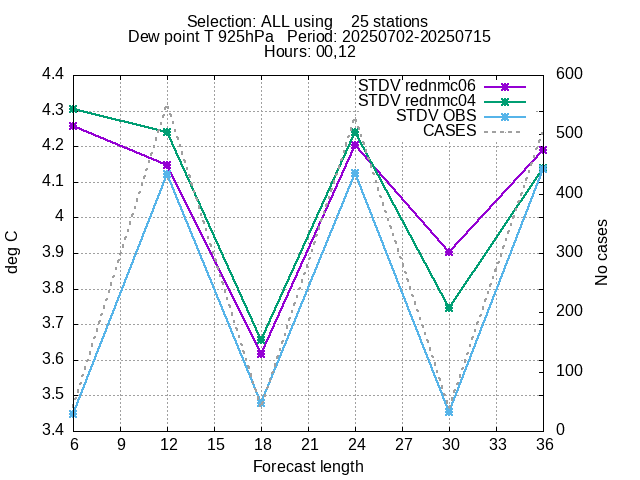 Selection: ALL using    25 stations
Dew point T 925hPa   Period: 20250702-20250715
Hours: 00,12
STDV rednmc06
STDV rednmc04
STDV OBS
CASES
4.4
4.3
4.2
4.1
4
3.9
3.8
3.7
3.6
3.5
3.4
deg C
600
500
400
300
200
100
0
No cases
6 9 12 15 18 21 24 27 30 33 36
Forecast length